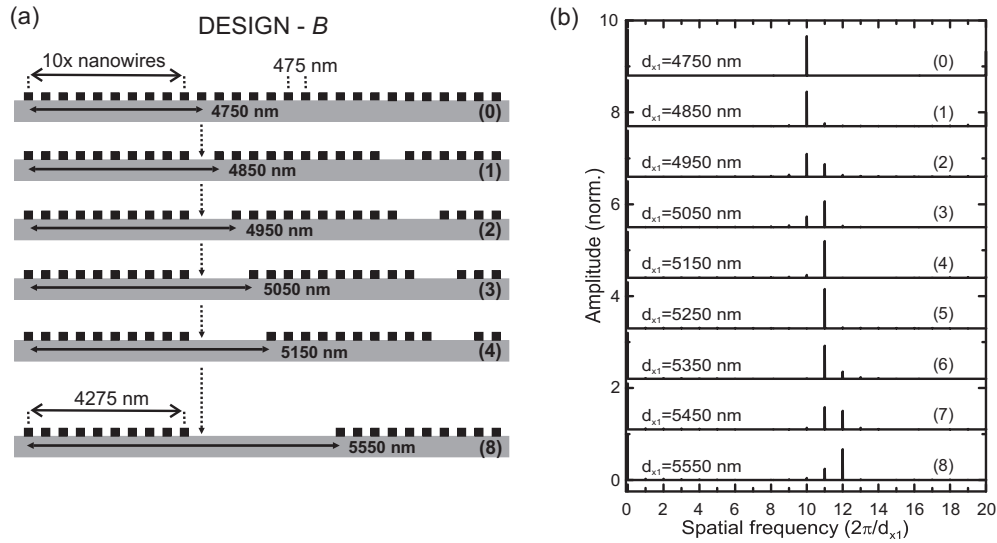 (a)
DESIGN - B
10x nanowires
475 nm
4750 nm
(0)
4850 nm
(1)
4950 nm
(2)
5050 nm
(3)
5150 nm
(4)
4275 nm
5550 nm
(8)
(b)
Amplitude (norm.)
10
8
6
4
2
0
d_x1=4750 nm (0)
d_x1=4850 nm (1)
d_x1=4950 nm (2)
d_x1=5050 nm (3)
d_x1=5150 nm (4)
d_x1=5250 nm (5)
d_x1=5350 nm (6)
d_x1=5450 nm (7)
d_x1=5550 nm (8)
0 2 4 6 8 10 12 14 16 18 20
Spatial frequency (2π/d_x1)